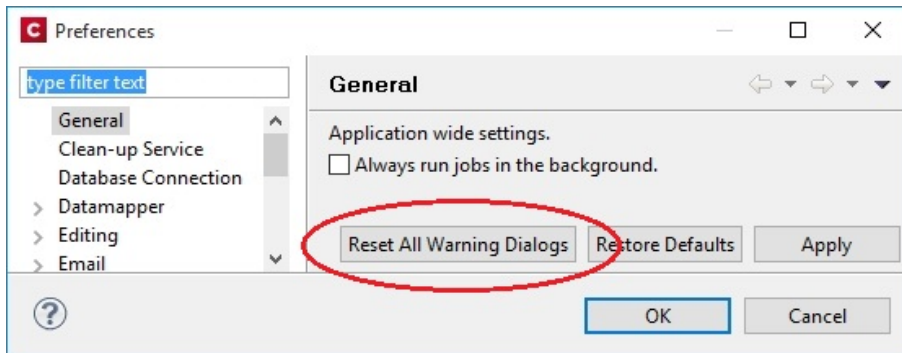 C Preferences
type filter text
General
Clean-up Service
Database Connection
Datamapper
Editing
Email
General
Application wide settings.
Always run jobs in the background.
Reset All Warning Dialogs Restore Defaults Apply
? OK Cancel